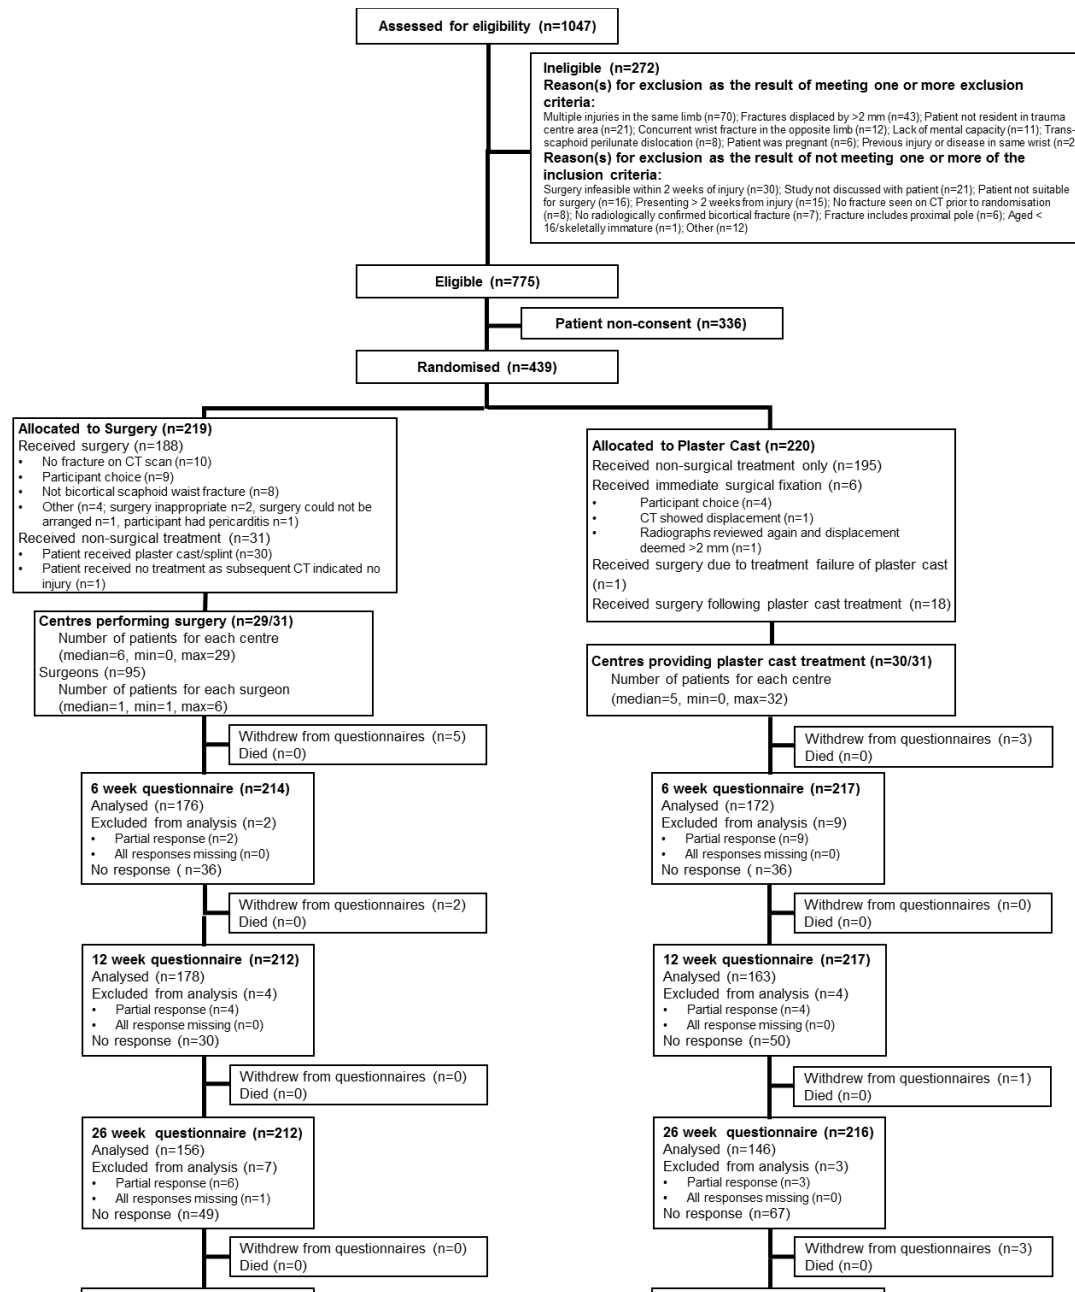 Assessed for eligibility (n=1047)
Ineligible (n=272)
Reason(s) for exclusion as the result of meeting one or more exclusion
criteria:
Multiple injuries in the same limb (n=70); Fractures displaced by >2 mm (n=43); Patient not resident in trauma
centre area (n=21); Concurrent wrist fracture in the opposite limb (n=12); Lack of mental capacity (n=11); Trans-
scaphoid perilunate dislocation (n=8); Patient was pregnant (n=6); Previous injury or disease in same wrist (n=2
Reason(s) for exclusion as the result of not meeting one or more of the
inclusion criteria:
Surgery infeasible within 2 weeks of injury (n=30); Study not discussed with patient (n=21); Patient not suitable
for surgery (n=16); Presenting > 2 weeks from injury (n=15); No fracture seen on CT prior to randomisation
(n=8); No radiologically confirmed bicortical fracture (n=7); Fracture includes proximal pole (n=6); Aged <
16/skeletally immature (n=1); Other (n=12)
Eligible (n=775)
Patient non-consent (n=336)
Randomised (n=439)
Allocated to Surgery (n=219)
Received surgery (n=188)
• No fracture on CT scan (n=10)
• Participant choice (n=9)
• Not bicortical scaphoid waist fracture (n=8)
• Other (n=4; surgery inappropriate n=2, surgery could not be
arranged n=1, participant had pericarditis n=1)
Received non-surgical treatment (n=31)
• Patient received plaster cast/splint (n=30)
• Patient received no treatment as subsequent CT indicated no
injury (n=1)
Centres performing surgery (n=29/31)
Number of patients for each centre
(median=6, min=0, max=29)
Surgeons (n=95)
Number of patients for each surgeon
(median=1, min=1, max=6)
Withdrew from questionnaires (n=5)
Died (n=0)
6 week questionnaire (n=214)
Analysed (n=176)
Excluded from analysis (n=2)
• Partial response (n=2)
• All responses missing (n=0)
No response ( n=36)
Withdrew from questionnaires (n=2)
Died (n=0)
12 week questionnaire (n=212)
Analysed (n=178)
Excluded from analysis (n=4)
• Partial response (n=4)
• All response missing (n=0)
No response (n=30)
Withdrew from questionnaires (n=0)
Died (n=0)
26 week questionnaire (n=212)
Analysed (n=156)
Excluded from analysis (n=7)
• Partial response (n=6)
• All responses missing (n=1)
No response (n=49)
Withdrew from questionnaires (n=0)
Died (n=0)
Allocated to Plaster Cast (n=220)
Received non-surgical treatment only (n=195)
Received immediate surgical fixation (n=6)
• Participant choice (n=4)
• CT showed displacement (n=1)
• Radiographs reviewed again and displacement
deemed >2 mm (n=1)
Received surgery due to treatment failure of plaster cast
(n=1)
Received surgery following plaster cast treatment (n=18)
Centres providing plaster cast treatment (n=30/31)
Number of patients for each centre
(median=5, min=0, max=32)
Withdrew from questionnaires (n=3)
Died (n=0)
6 week questionnaire (n=217)
Analysed (n=172)
Excluded from analysis (n=9)
• Partial response (n=9)
• All responses missing (n=0)
No response ( n=36)
Withdrew from questionnaires (n=0)
Died (n=0)
12 week questionnaire (n=217)
Analysed (n=163)
Excluded from analysis (n=4)
• Partial response (n=4)
• All response missing (n=0)
No response (n=50)
Withdrew from questionnaires (n=1)
Died (n=0)
26 week questionnaire (n=216)
Analysed (n=146)
Excluded from analysis (n=3)
• Partial response (n=3)
• All responses missing (n=0)
No response (n=67)
Withdrew from questionnaires (n=3)
Died (n=0)